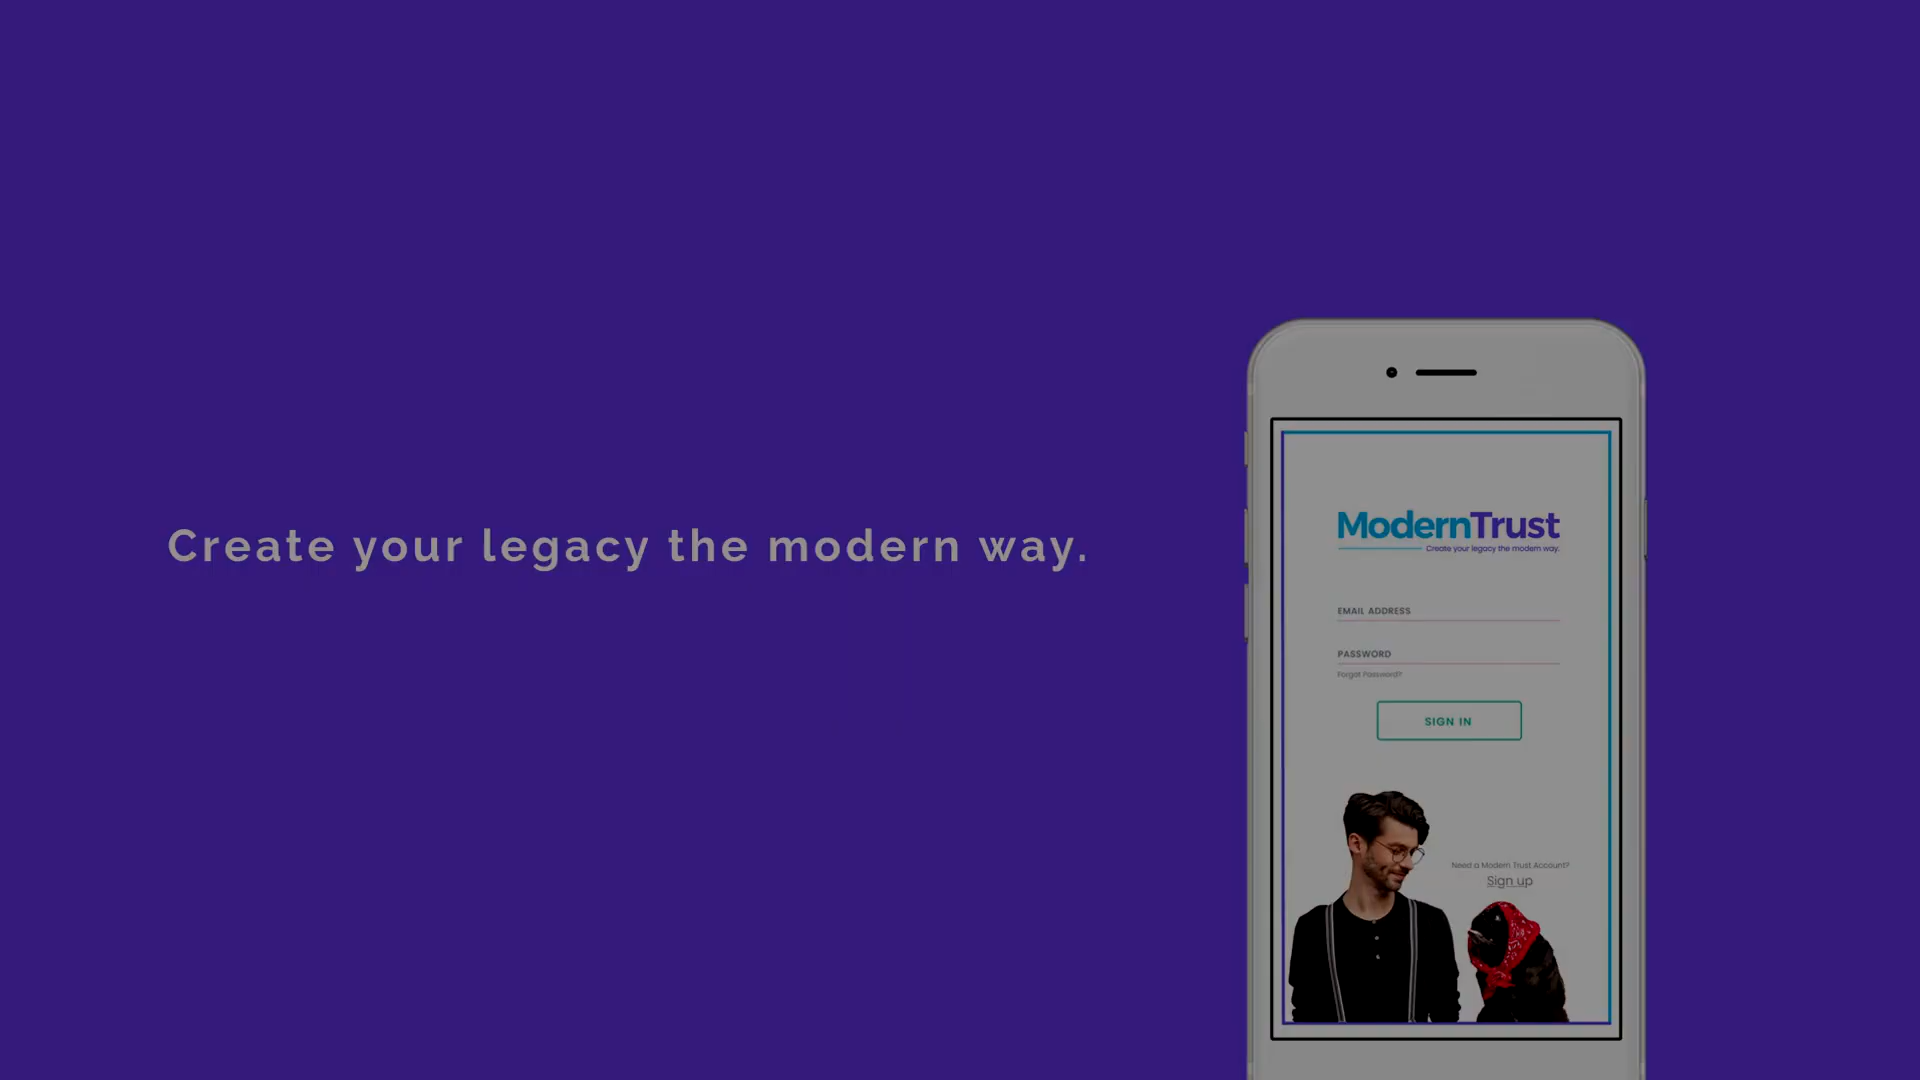 Create your legacy the modern way.
ModernTrust
Create your legacy the modern way.
EMAIL ADDRESS
PASSWORD
Forgot Password?
SIGN IN
Need a Modern Trust Account?
Sign up